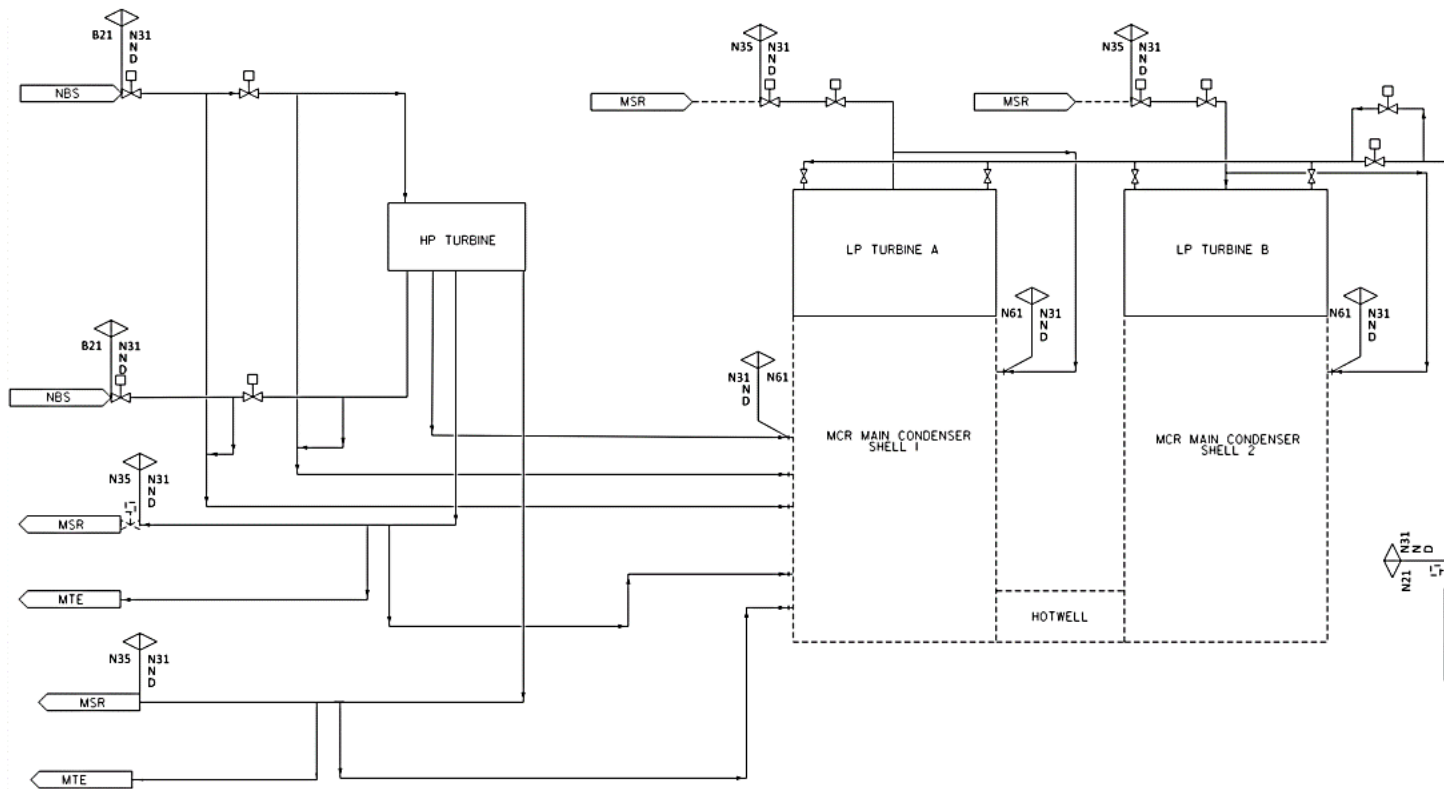 B21 N31
N
D
NBS
N35 N31
N
D
MSR
N35 N31
N
D
MSR
HP TURBINE
LP TURBINE A
LP TURBINE B
B21 N31
N
D
NBS
N61 N31
N
D
N61 N31
N
D
N31 N61
N
D
MCR MAIN CONDENSER
SHELL 1
MCR MAIN CONDENSER
SHELL 2
N35 N31
N
D
MSR
MTE
N31
N
D
N21
HOTWELL
N35 N31
N
D
MSR
MTE